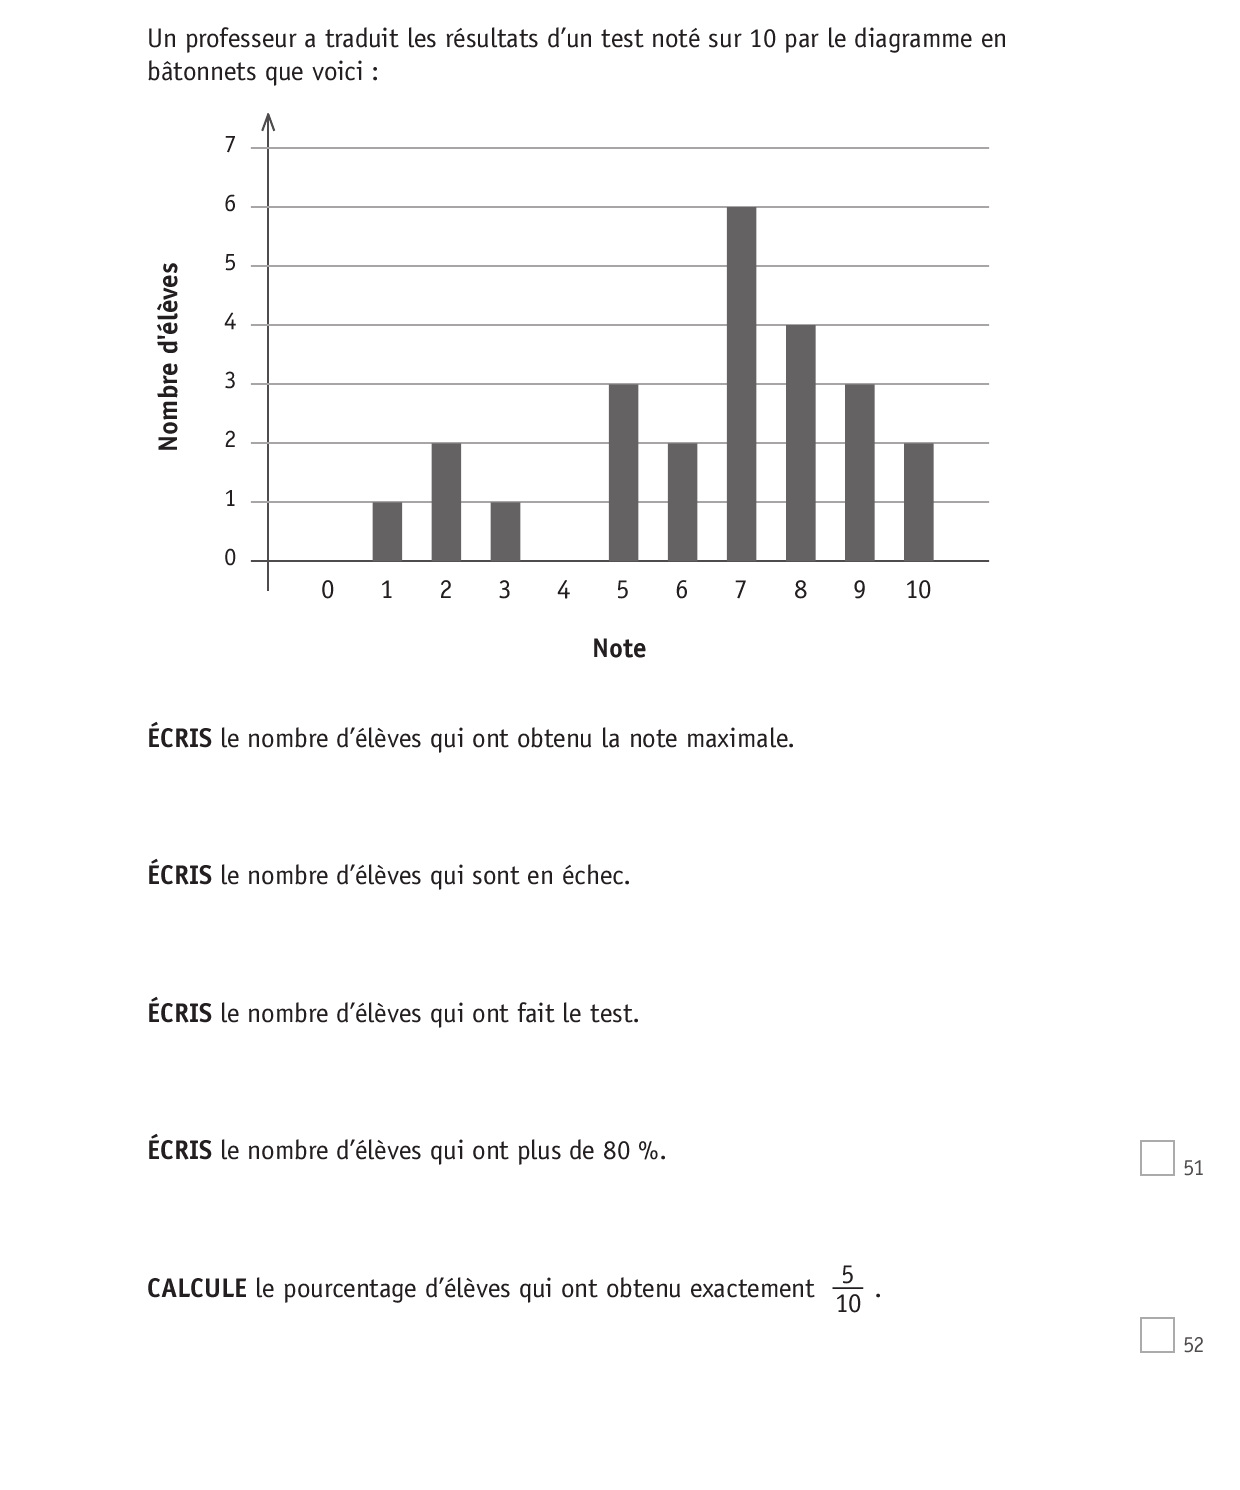 Un professeur a traduit les résultats d’un test noté sur 10 par le diagramme en
bâtonnets que voici :
7
6
5
4
3
2
1
0
Nombre d'élèves
0 1 2 3 4 5 6 7 8 9 10
Note
ÉCRIS le nombre d’élèves qui ont obtenu la note maximale.
ÉCRIS le nombre d’élèves qui sont en échec.
ÉCRIS le nombre d’élèves qui ont fait le test.
ÉCRIS le nombre d’élèves qui ont plus de 80 %.
51
CALCULE le pourcentage d’élèves qui ont obtenu exactement 5/10 .
52